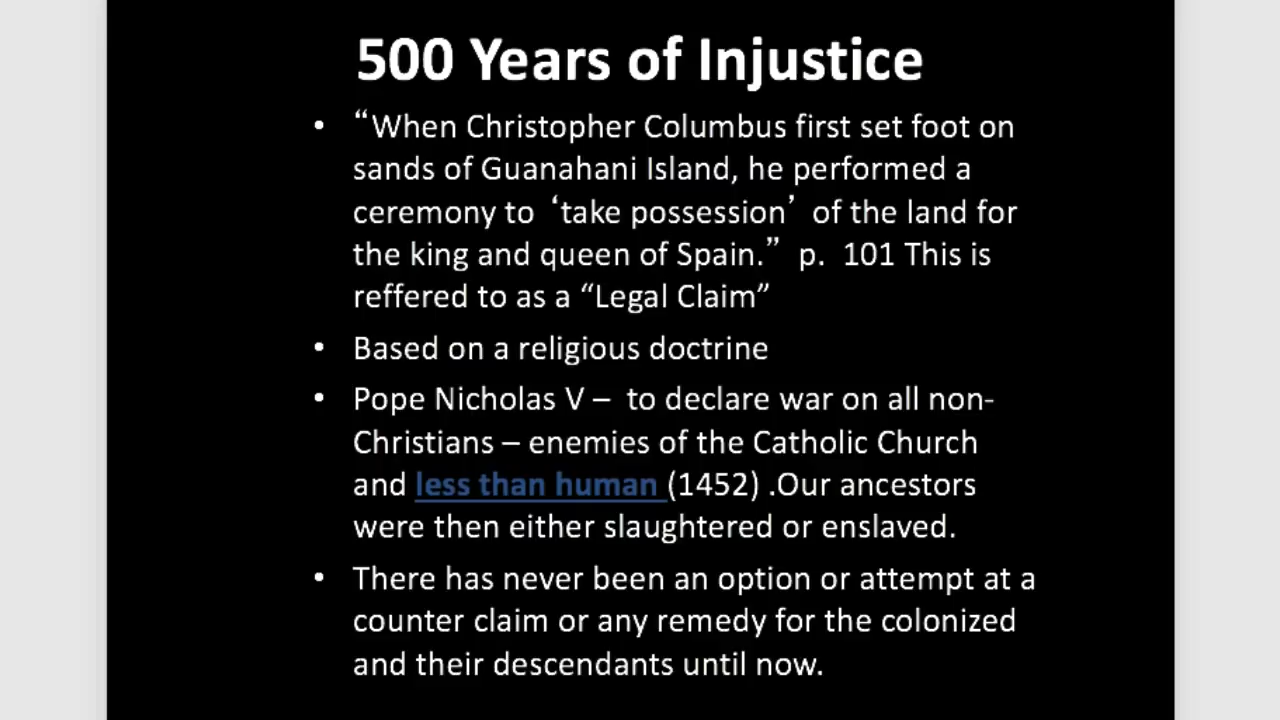 500 Years of Injustice
• “When Christopher Columbus first set foot on
sands of Guanahani Island, he performed a
ceremony to ‘take possession’ of the land for
the king and queen of Spain.” p. 101 This is
reffered to as a “Legal Claim”
• Based on a religious doctrine
• Pope Nicholas V – to declare war on all non-
Christians – enemies of the Catholic Church
and less than human (1452) .Our ancestors
were then either slaughtered or enslaved.
• There has never been an option or attempt at a
counter claim or any remedy for the colonized
and their descendants until now.